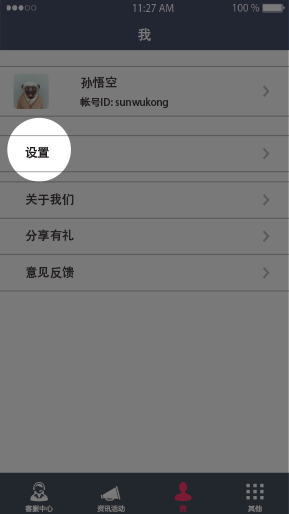 11:27 AM
100 %
我
孙悟空
帐号ID: sunwukong
设置
关于我们
分享有礼
意见反馈
客服中心
资讯活动
我
其他